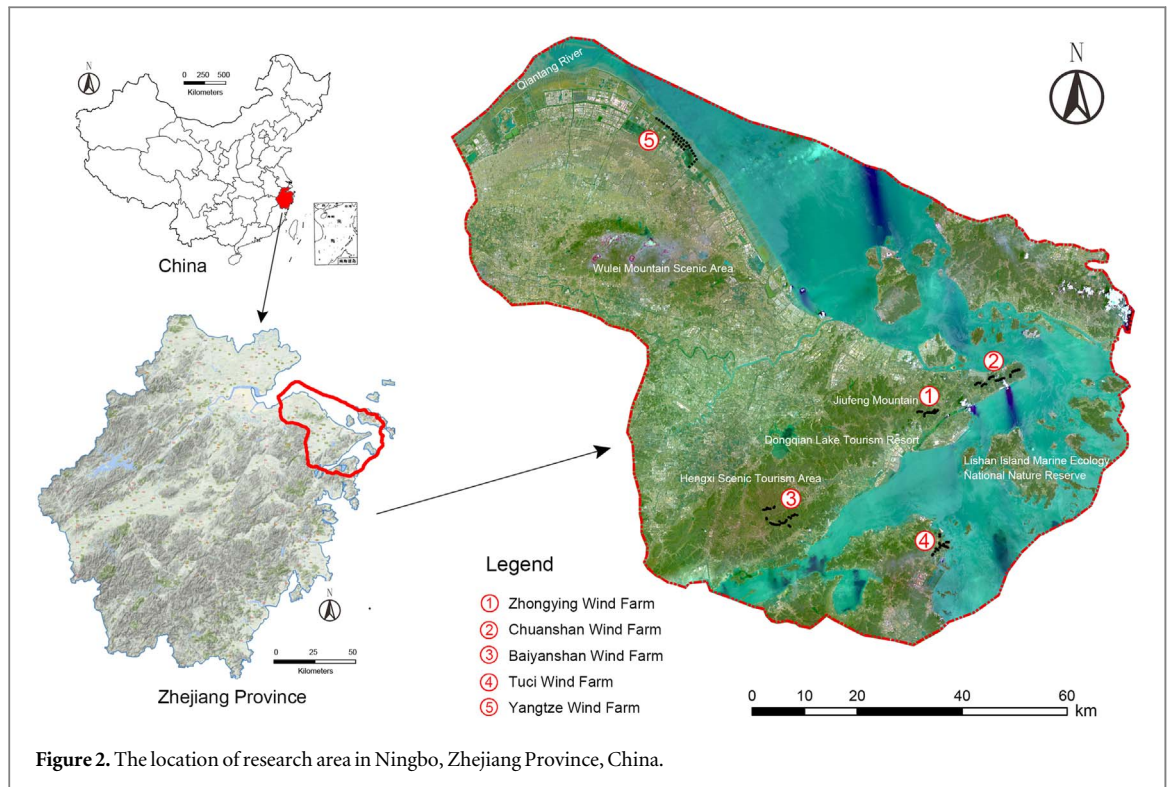 N
0 250 500
Kilometers
China
Zhejiang Province
N
0 25 50
Kilometers
N
Qiantang River
5
Wulei Mountain Scenic Area
2
1
Jiufeng Mountain
Dongqian Lake Tourism Resort
Lishan Island Marine Ecology
National Nature Reserve
Hengxi Scenic Tourism Area
3
4
Legend
1 Zhongying Wind Farm
2 Chuanshan Wind Farm
3 Baiyanshan Wind Farm
4 Tuci Wind Farm
5 Yangtze Wind Farm
0 20 40 60
km
Figure 2. The location of research area in Ningbo, Zhejiang Province, China.